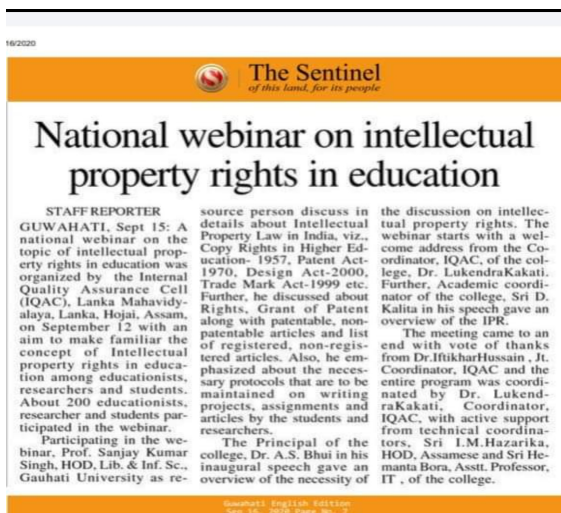 16/2020
The Sentinel
of this land, for its people
National webinar on intellectual
property rights in education
STAFF REPORTER
GUWAHATI, Sept 15: A
national webinar on the
topic of intellectual prop-
erty rights in education was
organized by the Internal
Quality Assurance Cell
(IQAC), Lanka Mahavidy-
alaya, Lanka, Hojai, Assam,
on September 12 with an
aim to make familiar the
concept of Intellectual
property rights in educa-
tion among educationists,
researchers and students.
About 200 educationists,
researcher and students par-
ticipated in the webinar.
Participating in the we-
binar, Prof. Sanjay Kumar
Singh, HOD, Lib. & Inf. Sc.,
Gauhati University as re-
source person discuss in
details about Intellectual
Property Law in India, viz.,
Copy Rights in Higher Ed-
ucation- 1957, Patent Act-
1970, Design Act-2000,
Trade Mark Act-1999 etc.
Further, he discussed about
Rights, Grant of Patent
along with patentable, non-
patentable articles and list
of registered, non-regis-
tered articles. Also, he em-
phasized about the neces-
sary protocols that are to be
maintained on writing
projects, assignments and
articles by the students and
researchers.
The Principal of the
college, Dr. A.S. Bhui in his
inaugural speech gave an
overview of the necessity of
the discussion on intellec-
tual property rights. The
webinar starts with a wel-
come address from the Co-
ordinator, IQAC, of the col-
lege, Dr. LukendraKakati.
Further, Academic coordi-
nator of the college, Sri D.
Kalita in his speech gave an
overview of the IPR.
The meeting came to an
end with vote of thanks
from Dr.IftikharHussain , Jt.
Coordinator, IQAC and the
entire program was coordi-
nated by Dr. Lukend-
raKakati, Coordinator,
IQAC, with active support
from technical coordina-
tors, Sri I.M.Hazarika,
HOD, Assamese and Sri He-
manta Bora, Asstt. Professor,
IT , of the college.
Guwahati English Edition
Sep 16, 2020 Page No. 7